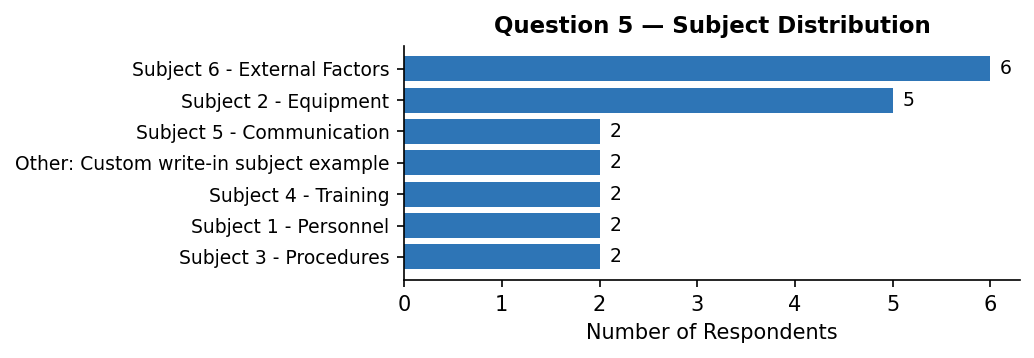 Question 5 — Subject Distribution
Subject 6 - External Factors 6
Subject 2 - Equipment 5
Subject 5 - Communication 2
Other: Custom write-in subject example 2
Subject 4 - Training 2
Subject 1 - Personnel 2
Subject 3 - Procedures 2
0 1 2 3 4 5 6
Number of Respondents